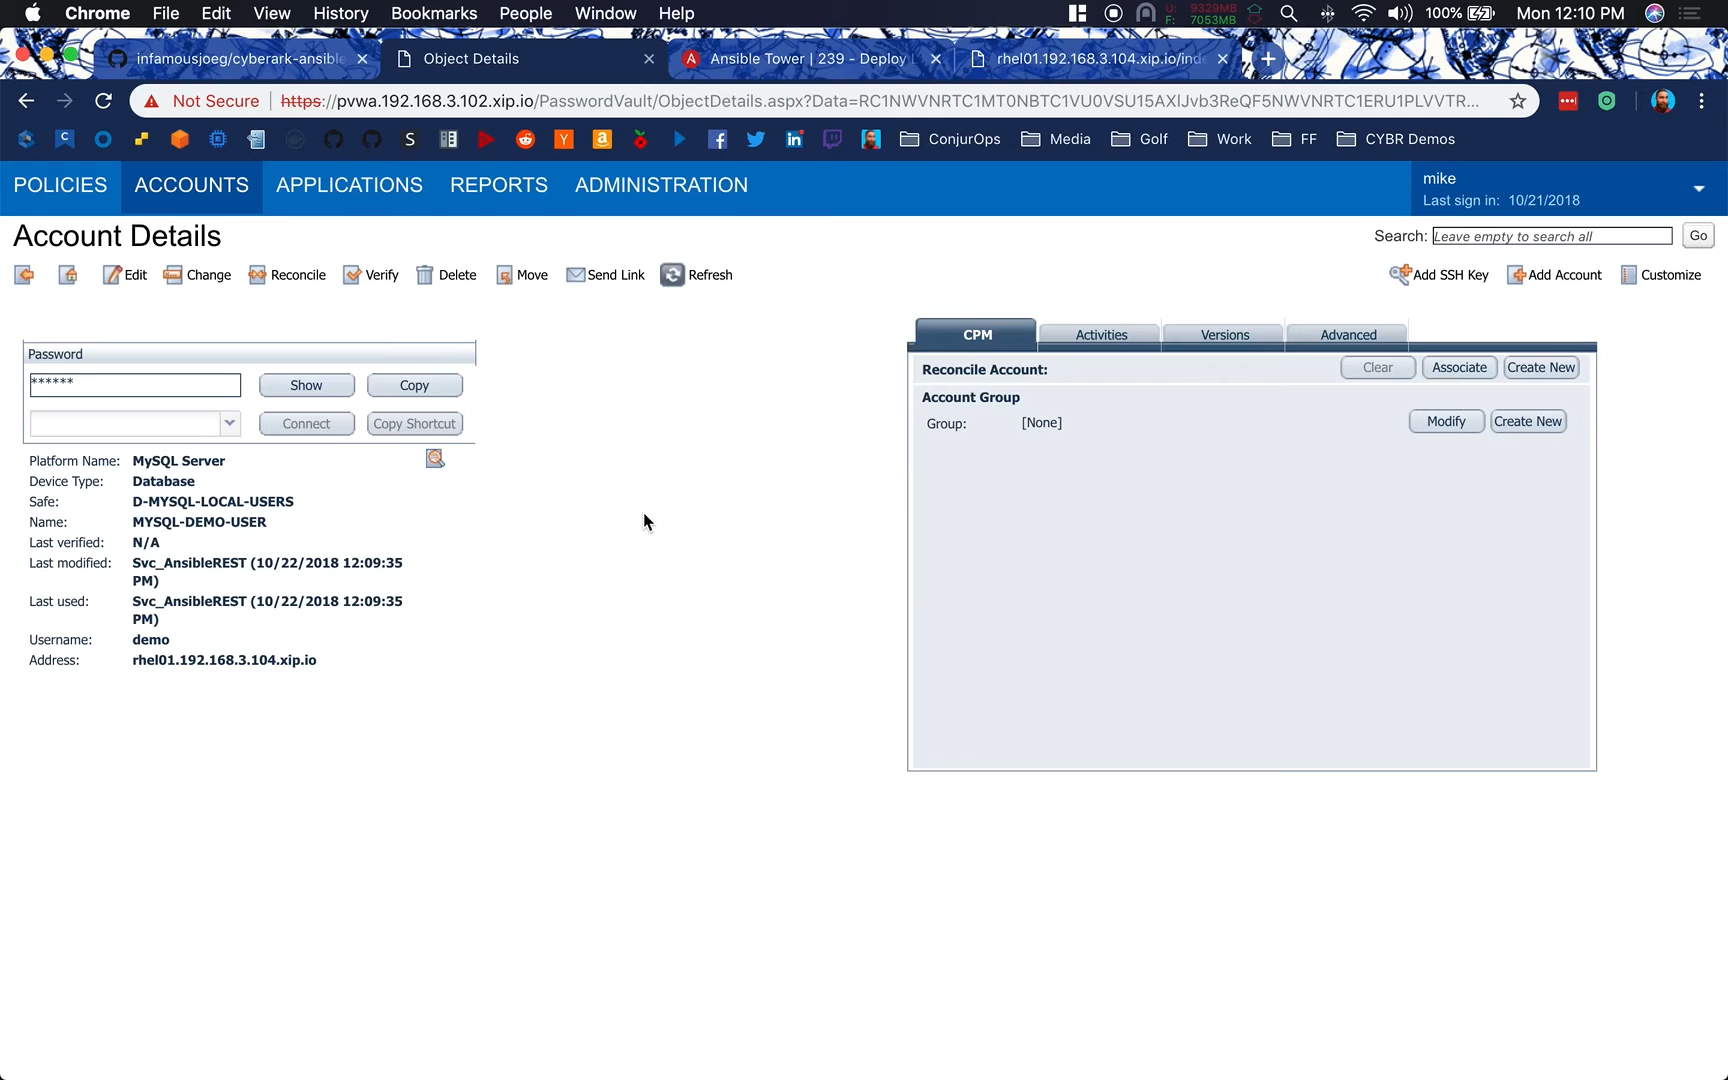 Chrome File Edit View History Bookmarks People Window Help U: 9329MB F: 7053MB 100% Mon 12:10 PM
infamousjoeg/cyberark-ansible Object Details Ansible Tower | 239 - Deploy rhel01.192.168.3.104.xip.io/inde
Not Secure | https://pvwa.192.168.3.102.xip.io/PasswordVault/ObjectDetails.aspx?Data=RC1NWVNRTC1MT0NBTC1VU0VSU15AXlJvb3ReQF5NWVNRTC1ERU1PLVVTR...
ConjurOps Media Golf Work FF CYBR Demos
POLICIES ACCOUNTS APPLICATIONS REPORTS ADMINISTRATION mike
Last sign in: 10/21/2018
Account Details Search: Leave empty to search all Go
Edit Change Reconcile Verify Delete Move Send Link Refresh Add SSH Key Add Account Customize
CPM Activities Versions Advanced
Password
****** Show Copy
Connect Copy Shortcut
Reconcile Account: Clear Associate Create New
Account Group
Group: [None] Modify Create New
Platform Name: MySQL Server
Device Type: Database
Safe: D-MYSQL-LOCAL-USERS
Name: MYSQL-DEMO-USER
Last verified: N/A
Last modified: Svc_AnsibleREST (10/22/2018 12:09:35
PM)
Last used: Svc_AnsibleREST (10/22/2018 12:09:35
PM)
Username: demo
Address: rhel01.192.168.3.104.xip.io